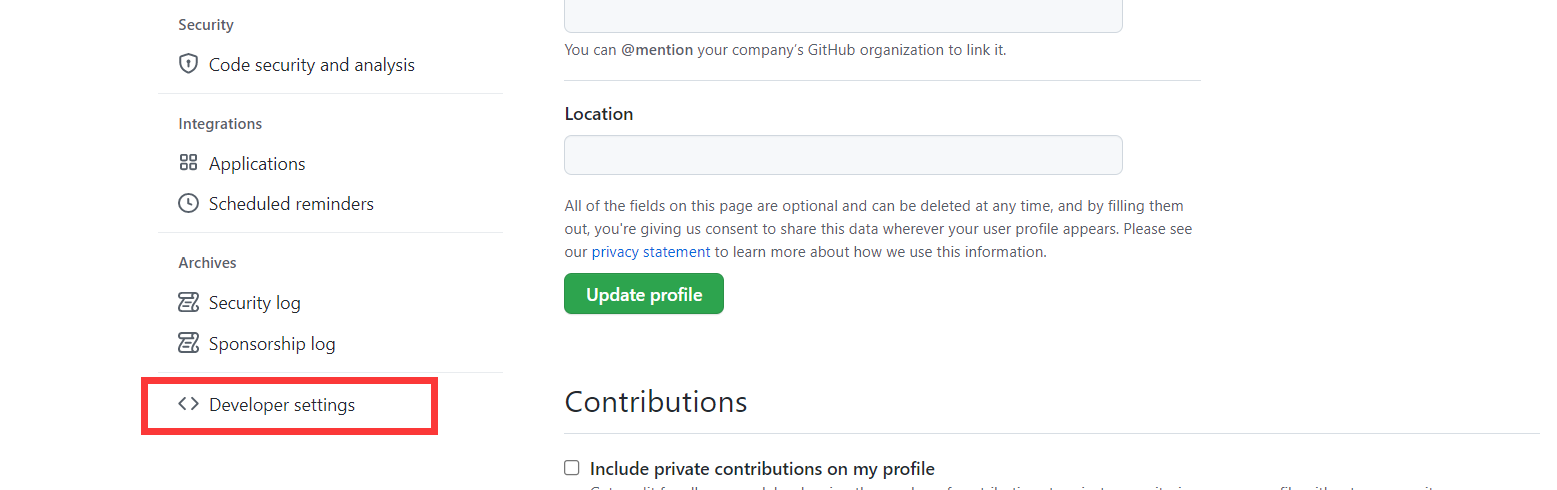 Security
Code security and analysis
Integrations
Applications
Scheduled reminders
Archives
Security log
Sponsorship log
Developer settings
You can @mention your company's GitHub organization to link it.
Location
All of the fields on this page are optional and can be deleted at any time, and by filling them
out, you're giving us consent to share this data wherever your user profile appears. Please see
our privacy statement to learn more about how we use this information.
Update profile
Contributions
Include private contributions on my profile